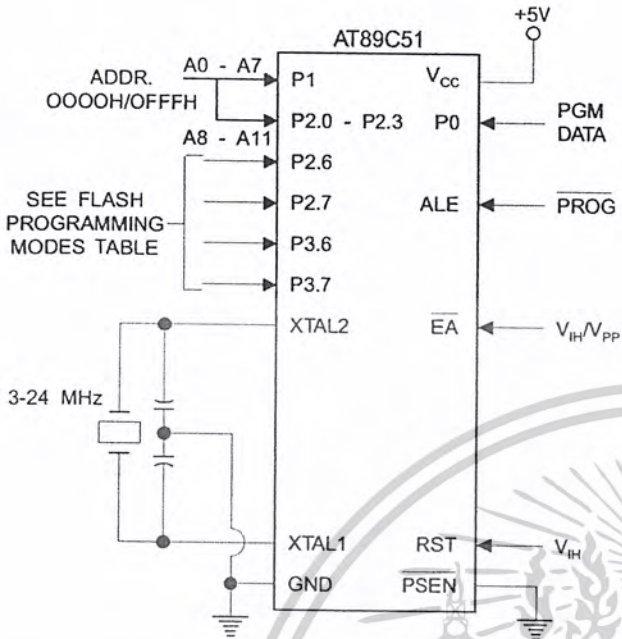 +5V
AT89C51
A0 - A7
ADDR.
OOOOH/OFFFH
P1
VCC
P2.0 - P2.3
P0
PGM
DATA
A8 - A11
P2.6
SEE FLASH
PROGRAMMING
MODES TABLE
P2.7
ALE
PROG
P3.6
P3.7
XTAL2
EA
VIH/VPP
3-24 MHz
XTAL1
RST
VIH
GND
PSEN